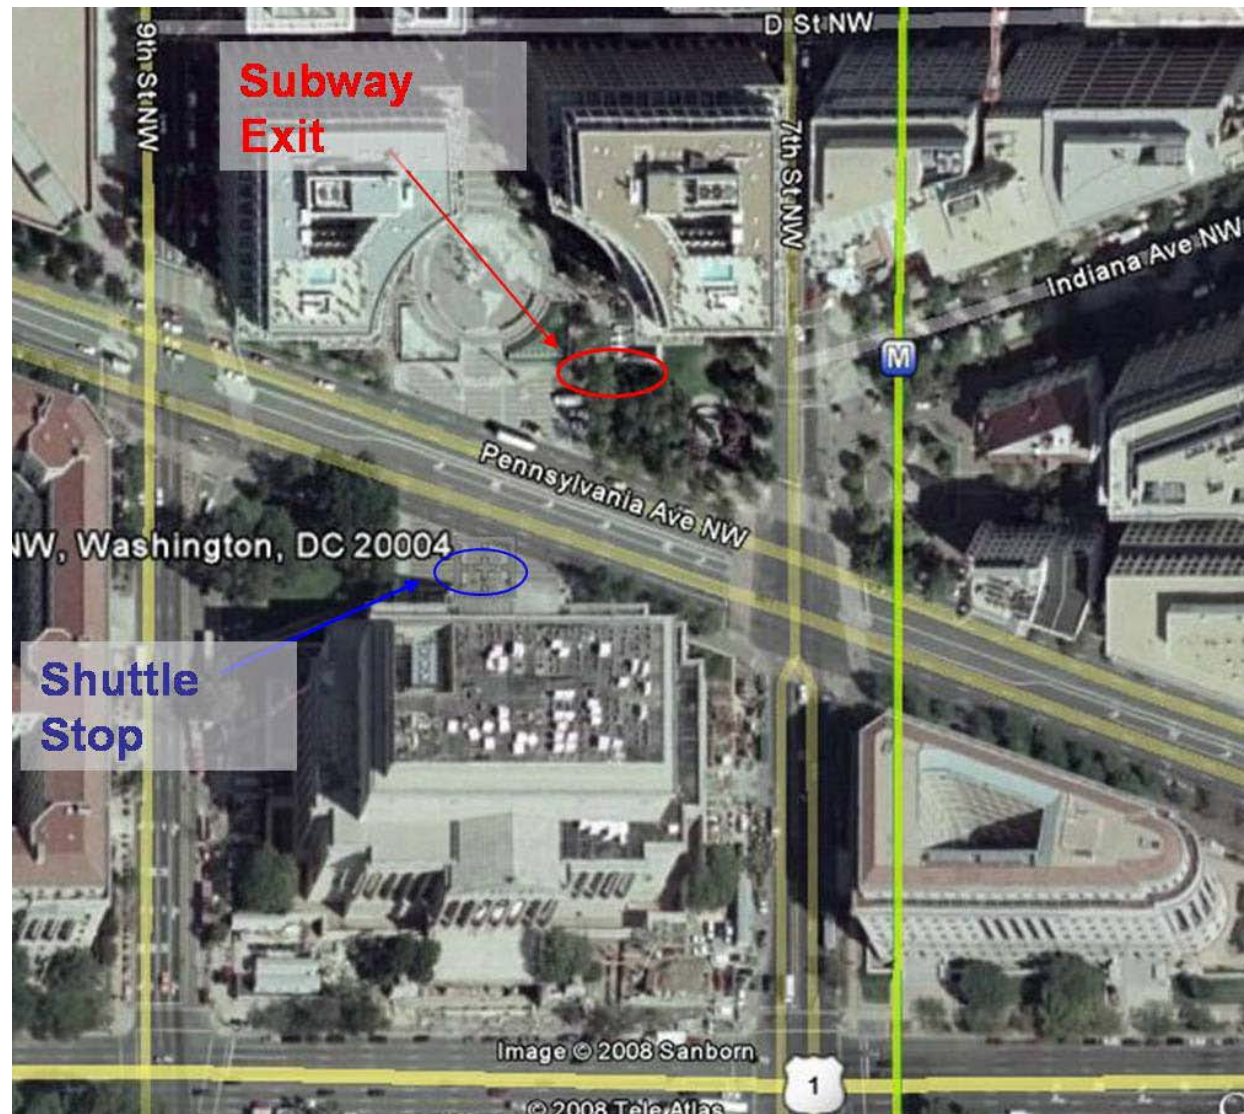 D St NW
9th St NW
Subway
Exit
7th St NW
Indiana Ave NW
M
Pennsylvania Ave NW
NW, Washington, DC 20004
Shuttle
Stop
Image © 2008 Sanborn
1
© 2008 Tele Atlas